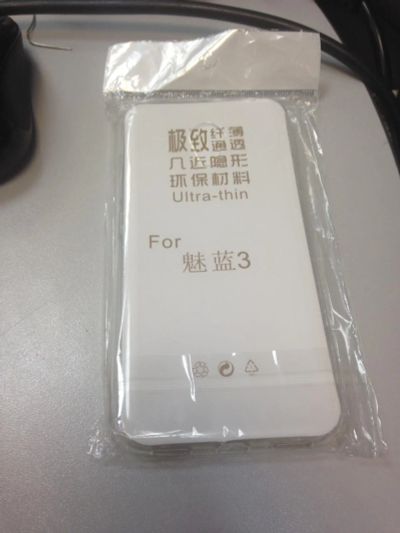 极致纤薄通透
几近隐形
环保材料
Ultra-thin
For
魅蓝3